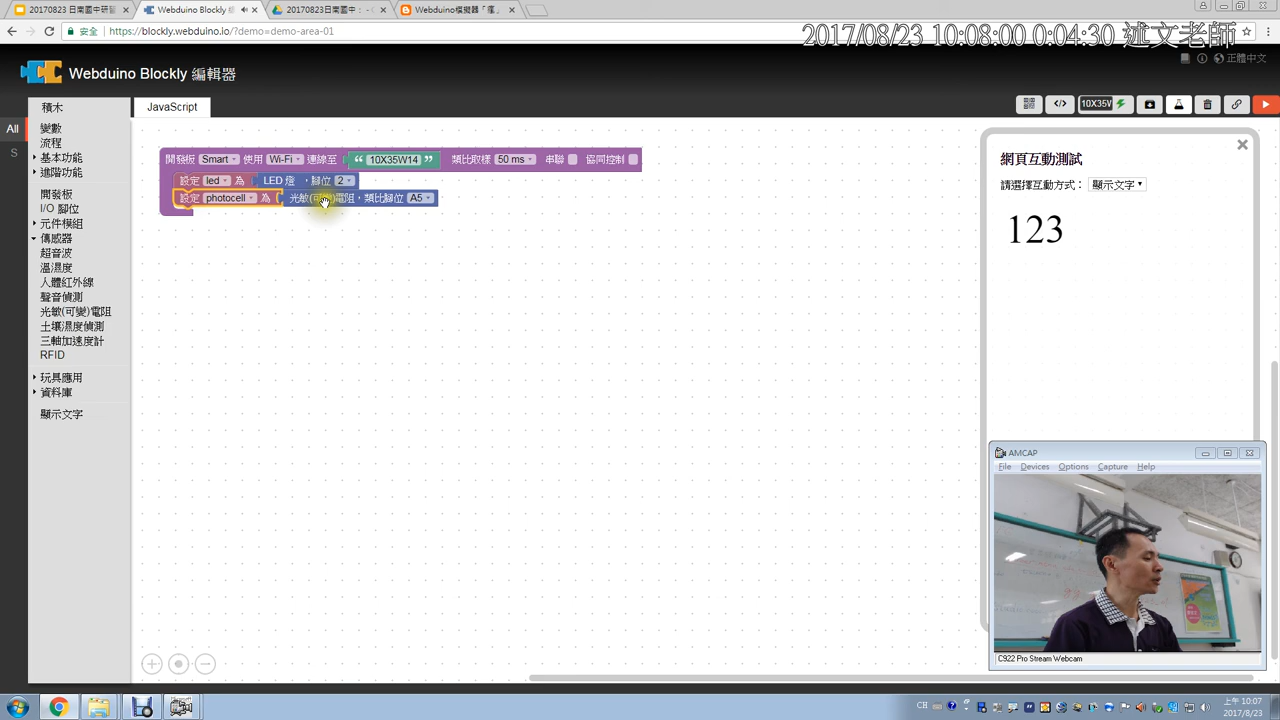 20170823 日南國中研習
Webduino Blockly 編輯
20170823日南國中：- G
Webduino模擬器「雇」
安全 https://blockly.webduino.io/?demo=demo-area-01
2017/08/23 10:08:00 0:04:30 述文老師
正體中文
Webduino Blockly 編輯器
積木
JavaScript
10X35V
All
S
變數
流程
基本功能
進階功能
開發板
I/O 腳位
元件模組
傳感器
超音波
溫濕度
人體紅外線
聲音偵測
光敏(可變)電阻
土壤濕度偵測
三軸加速度計
RFID
玩具應用
資料庫
顯示文字
開發板 Smart 使用 Wi-Fi 連線至 “ 10X35W14 ” 類比取樣 50 ms 串聯 協同控制
設定 led 為 LED 燈 ，腳位 2
設定 photocell 為 光敏(可變)電阻，類比腳位 A5
網頁互動測試
請選擇互動方式： 顯示文字
123
AMCAP
File Devices Options Capture Help
C922 Pro Stream Webcam
CH
上午 10:07
2017/8/23